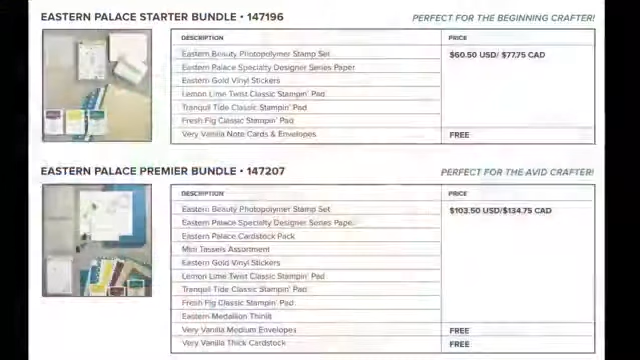 EASTERN PALACE STARTER BUNDLE • 147196
PERFECT FOR THE BEGINNING CRAFTER!
DESCRIPTION PRICE
Eastern Beauty Photopolymer Stamp Set $60.50 USD/ $77.75 CAD
Eastern Palace Specialty Designer Series Paper
Eastern Gold Vinyl Stickers
Lemon Lime Twist Classic Stampin' Pad
Tranquil Tide Classic Stampin' Pad
Fresh Fig Classic Stampin' Pad
Very Vanilla Note Cards & Envelopes FREE
EASTERN PALACE PREMIER BUNDLE • 147207
PERFECT FOR THE AVID CRAFTER!
DESCRIPTION PRICE
Eastern Beauty Photopolymer Stamp Set $103.50 USD/$134.75 CAD
Eastern Palace Specialty Designer Series Paper
Eastern Palace Cardstock Pack
Mini Tassels Assortment
Eastern Gold Vinyl Stickers
Lemon Lime Twist Classic Stampin' Pad
Tranquil Tide Classic Stampin' Pad
Fresh Fig Classic Stampin' Pad
Eastern Medallion Thinlit
Very Vanilla Medium Envelopes FREE
Very Vanilla Thick Cardstock FREE